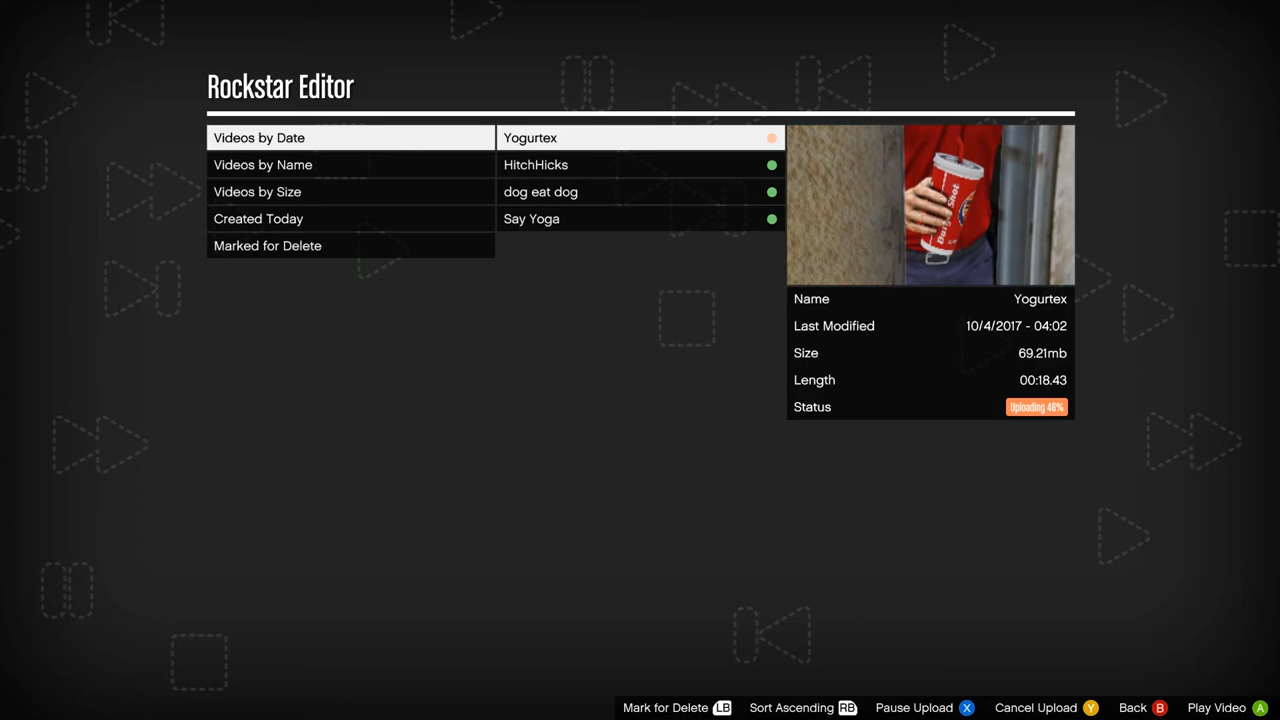 Rockstar Editor
Videos by Date
Videos by Name
Videos by Size
Created Today
Marked for Delete
Yogurtex
HitchHicks
dog eat dog
Say Yoga
Burger Shot
Name Yogurtex
Last Modified 10/4/2017 - 04:02
Size 69.21mb
Length 00:18.43
Status Uploading 46%
Mark for Delete LB Sort Ascending RB Pause Upload X Cancel Upload Y Back B Play Video A